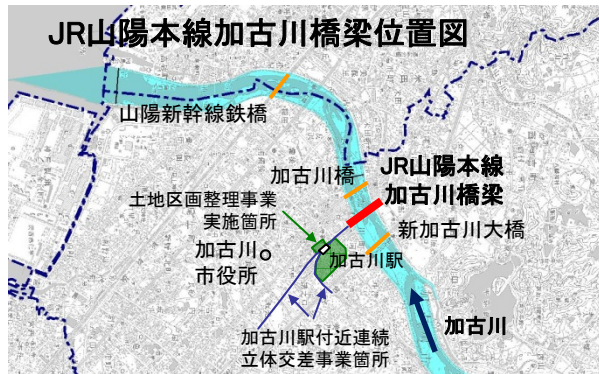 JR山陽本線加古川橋梁位置図
山陽新幹線鉄橋
加古川橋
JR山陽本線
加古川橋梁
土地区画整理事業
実施箇所
新加古川大橋
加古川
市役所
加古川駅
加古川
加古川駅付近連続
立体交差事業箇所